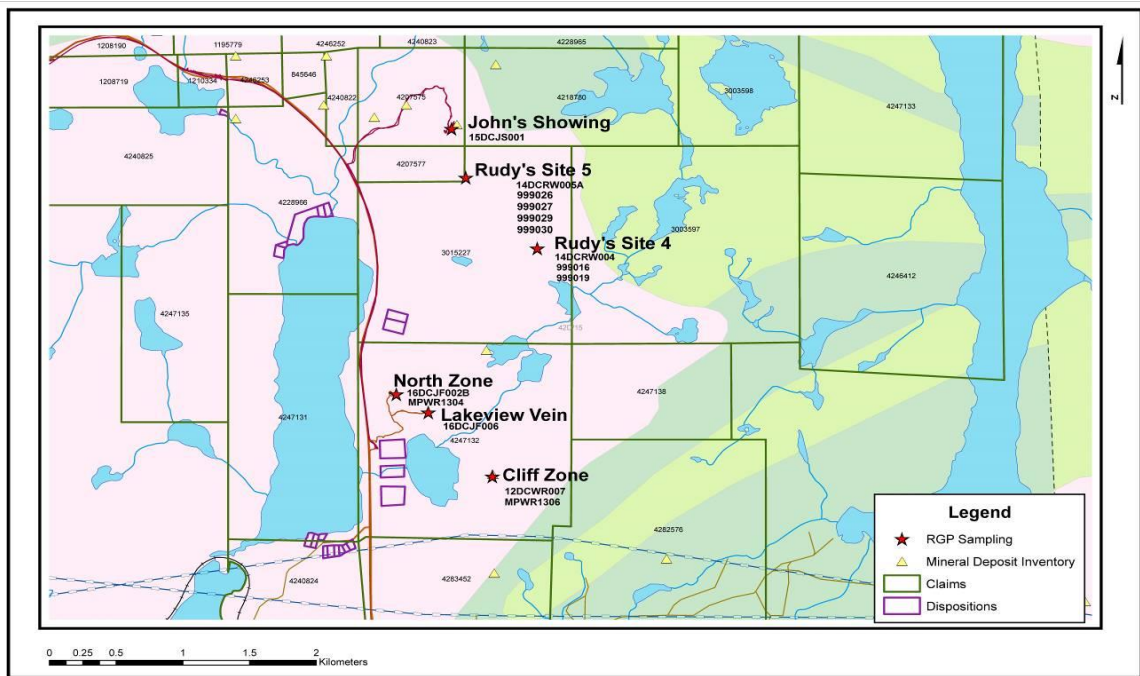 1208190
1195779
4246252
4240823
4228965
1208719
1210334
4246253
845646
4240822
4207575
4218780
3003598
4247133
N
John's Showing
15DCJS001
4240825
4207577
Rudy's Site 5
14DCRW005A
999026
999027
999029
999030
4228966
3003597
Rudy's Site 4
14DCRW004
999016
999019
3015227
4246412
4247135
420715
North Zone
16DCJF002B
MPWR1304
4247138
Lakeview Vein
16DCJF006
4247131
4247132
Cliff Zone
12DCWR007
MPWR1306
4282576
4240824
4283452
Legend
RGP Sampling
Mineral Deposit Inventory
Claims
Dispositions
0 0.25 0.5 1 1.5 2
Kilometers